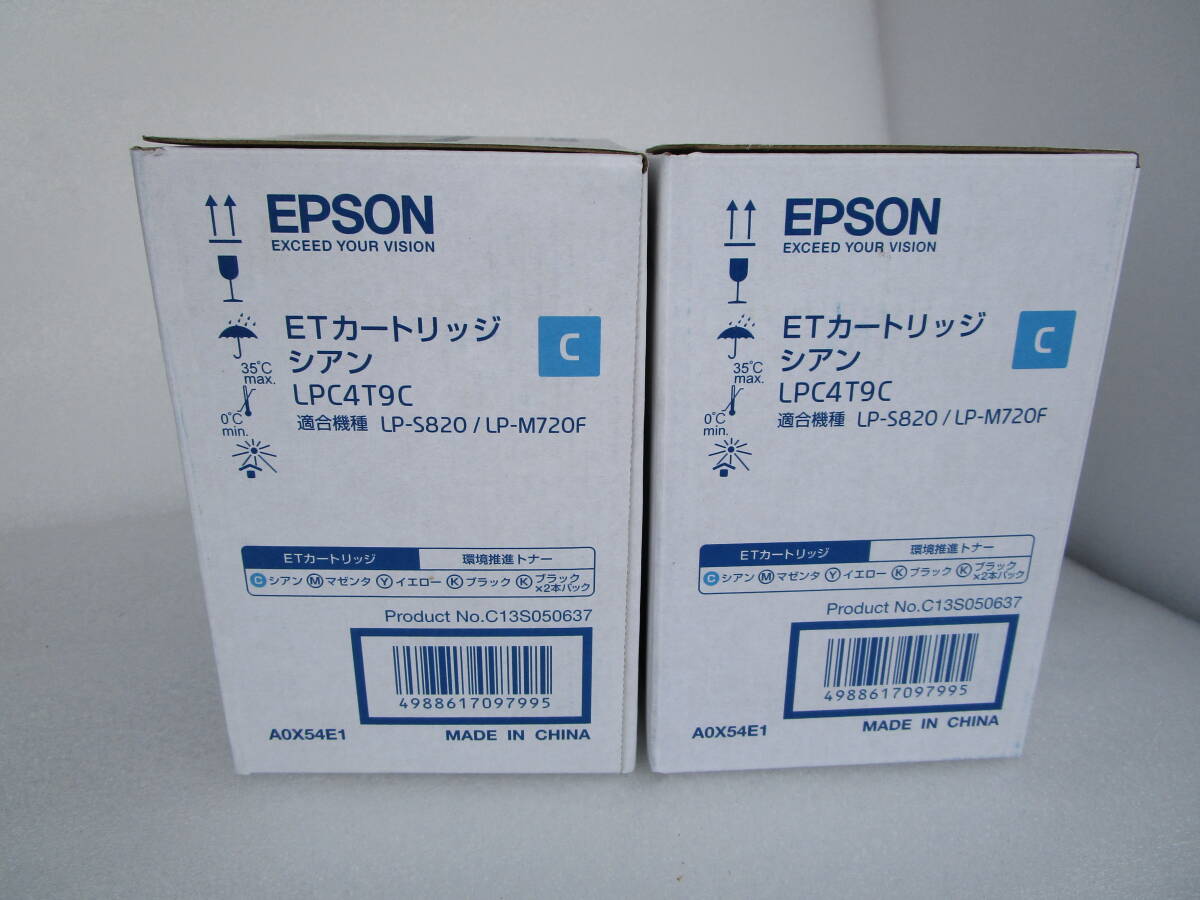 EPSON
EXCEED YOUR VISION
ETカートリッジ
シアン
C
35℃
max.
LPC4T9C
0℃
min.
適合機種 LP-S820 / LP-M720F
ETカートリッジ 環境推進トナー
C シアン M マゼンタ Y イエロー K ブラック K ブラック
×2本パック
Product No.C13S050637
4988617097995
A0X54E1 MADE IN CHINA
EPSON
EXCEED YOUR VISION
ETカートリッジ
シアン
C
35℃
max.
LPC4T9C
0℃
min.
適合機種 LP-S820 / LP-M720F
ETカートリッジ 環境推進トナー
C シアン M マゼンタ Y イエロー K ブラック K ブラック
×2本パック
Product No.C13S050637
4988617097995
A0X54E1 MADE IN CHINA